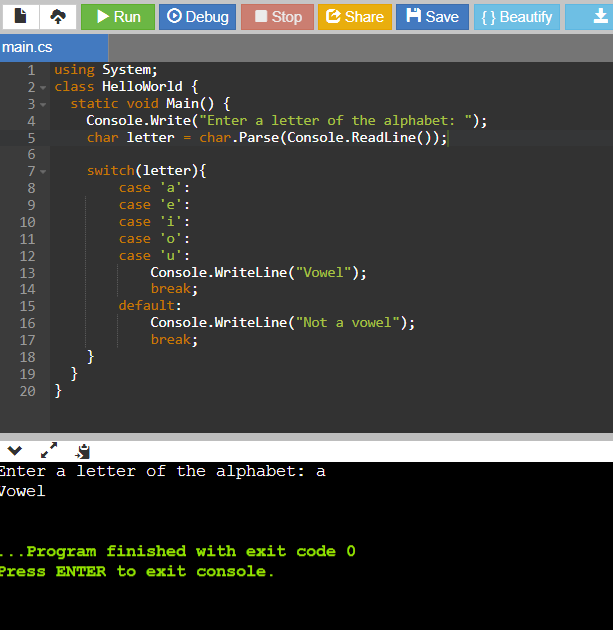 Run Debug Stop Share Save { } Beautify
main.cs
1 using System;
2 class HelloWorld {
3 static void Main() {
4 Console.Write("Enter a letter of the alphabet: ");
5 char letter = char.Parse(Console.ReadLine());
6
7 switch(letter){
8 case 'a':
9 case 'e':
10 case 'i':
11 case 'o':
12 case 'u':
13 Console.WriteLine("Vowel");
14 break;
15 default:
16 Console.WriteLine("Not a vowel");
17 break;
18 }
19 }
20 }
Enter a letter of the alphabet: a
Vowel
...Program finished with exit code 0
Press ENTER to exit console.